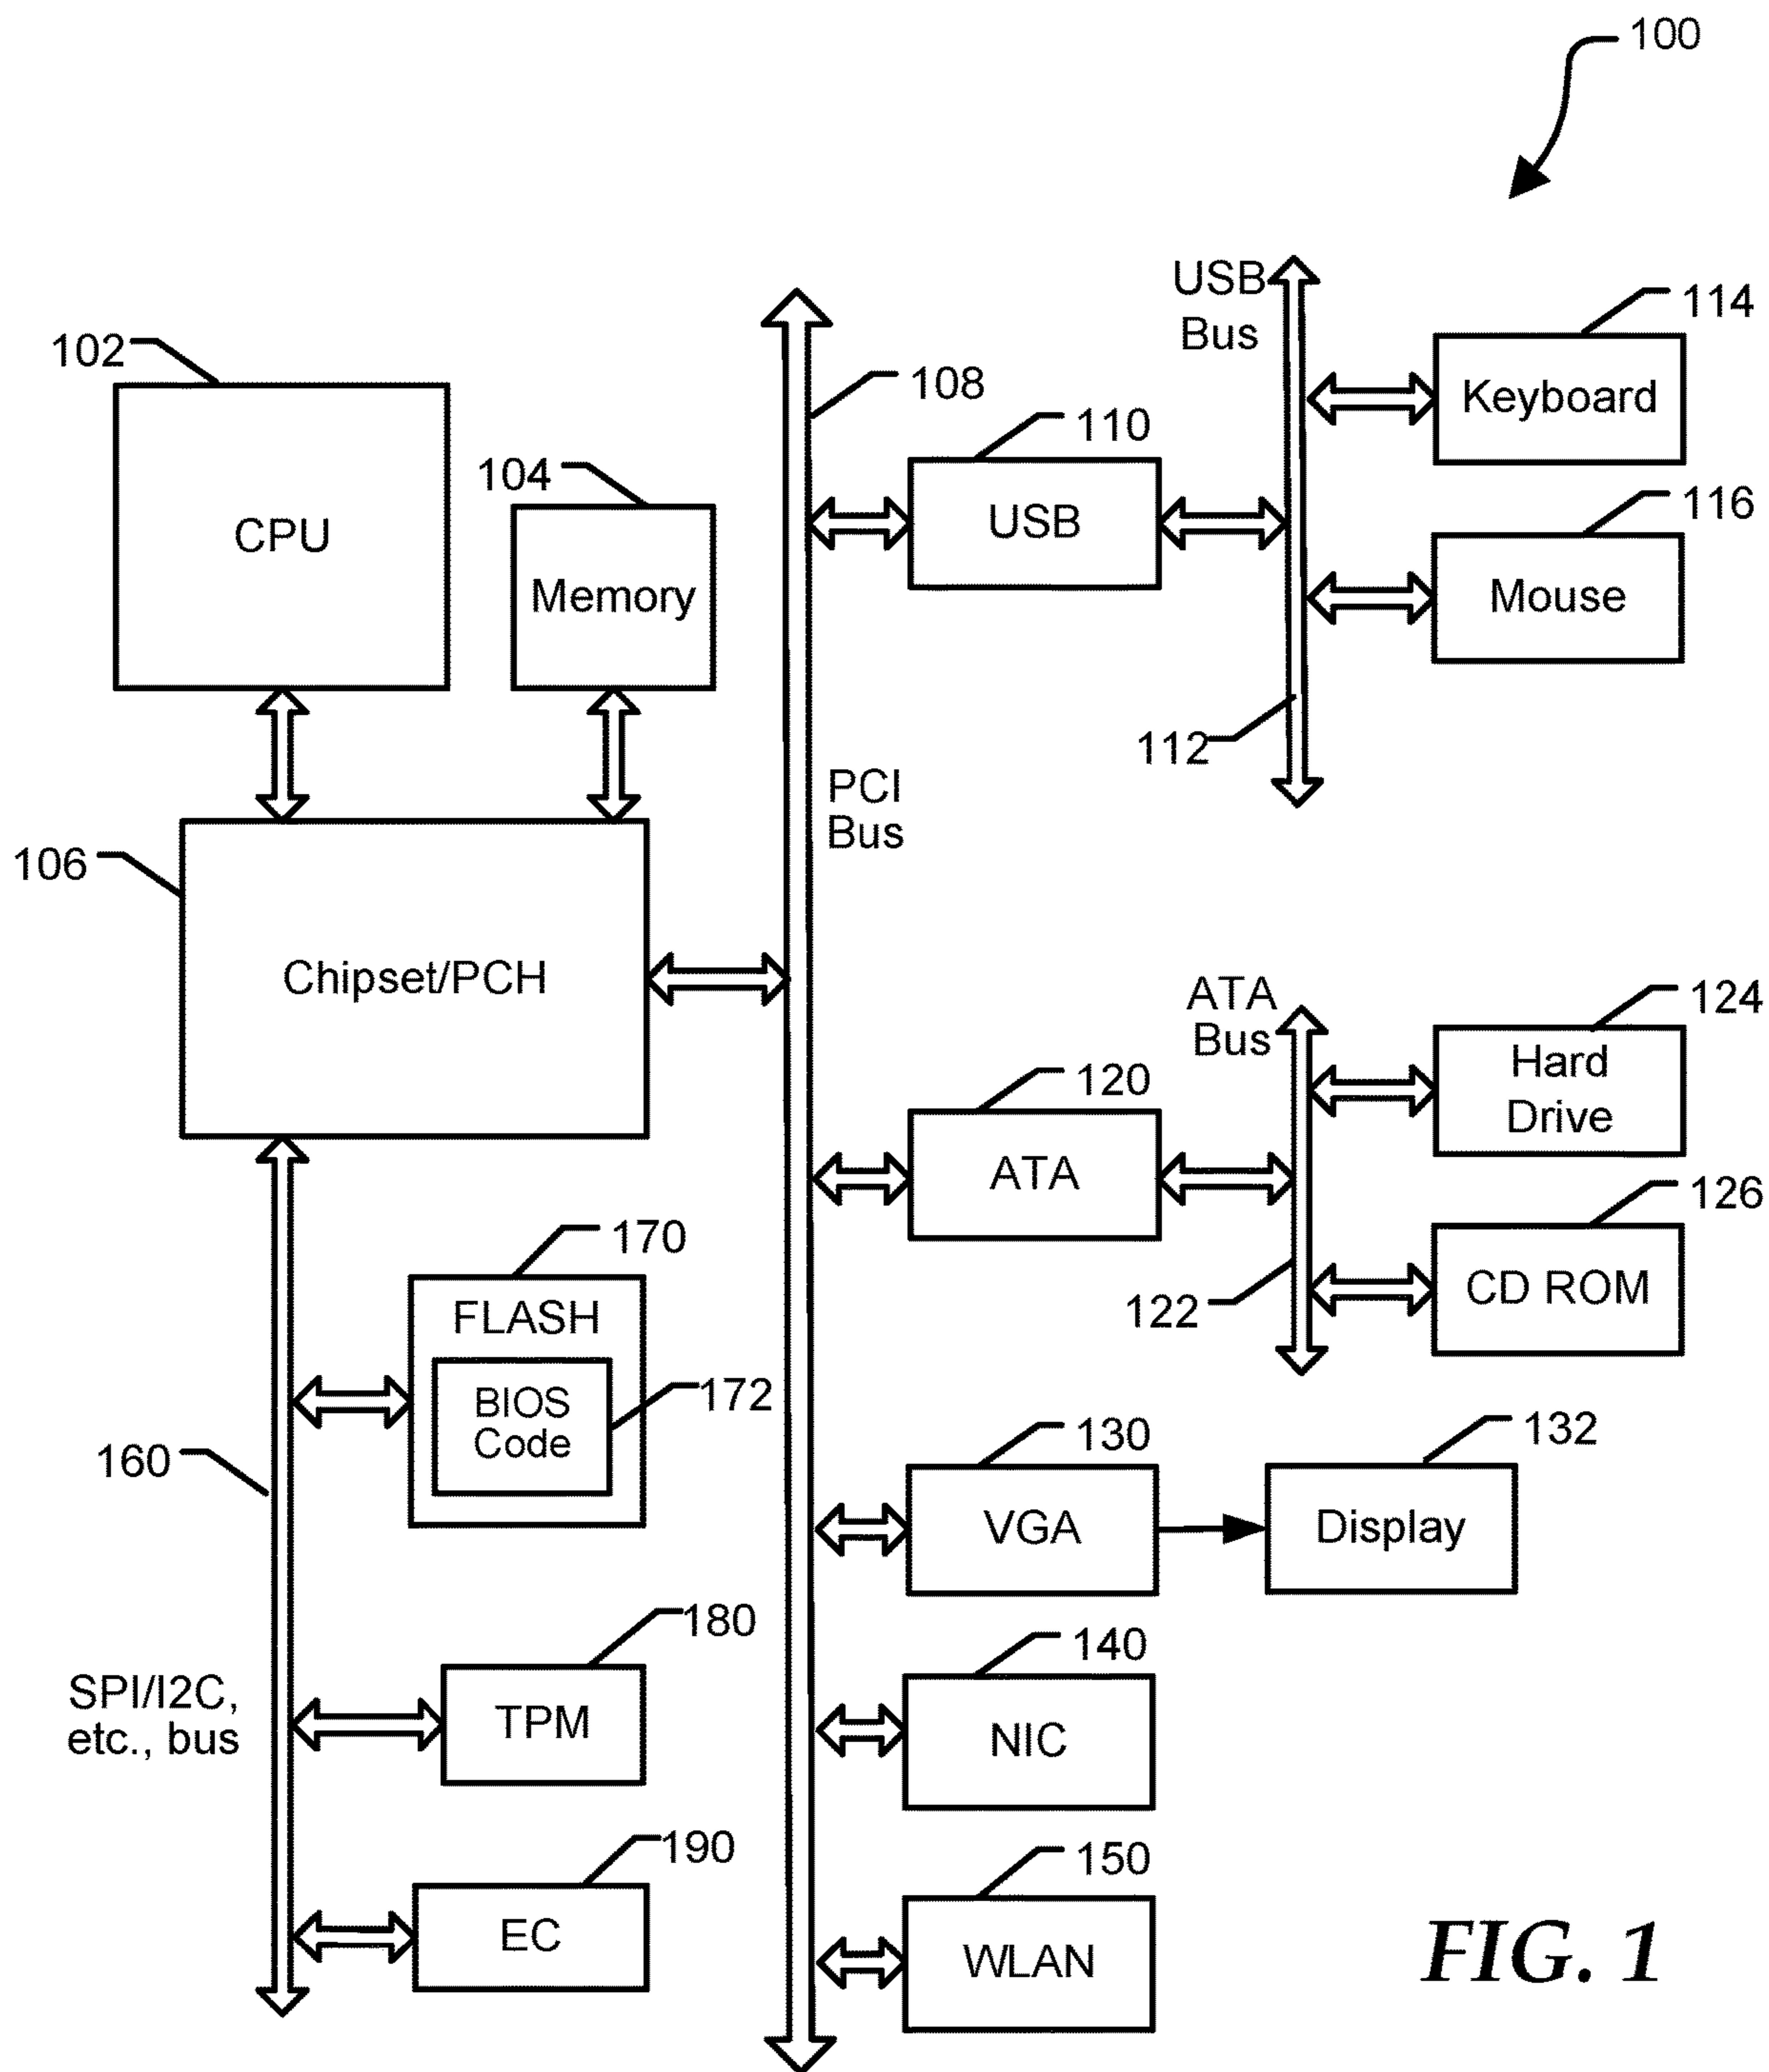 100
USB
Bus
114
Keyboard
102
CPU
108
110
USB
104
Memory
116
Mouse
112
PCI
Bus
106
Chipset/PCH
ATA
Bus
124
Hard
Drive
120
ATA
126
CD ROM
122
170
FLASH
BIOS
Code
172
160
130
VGA
132
Display
180
TPM
SPI/I2C,
etc., bus
140
NIC
190
EC
150
WLAN
FIG. 1